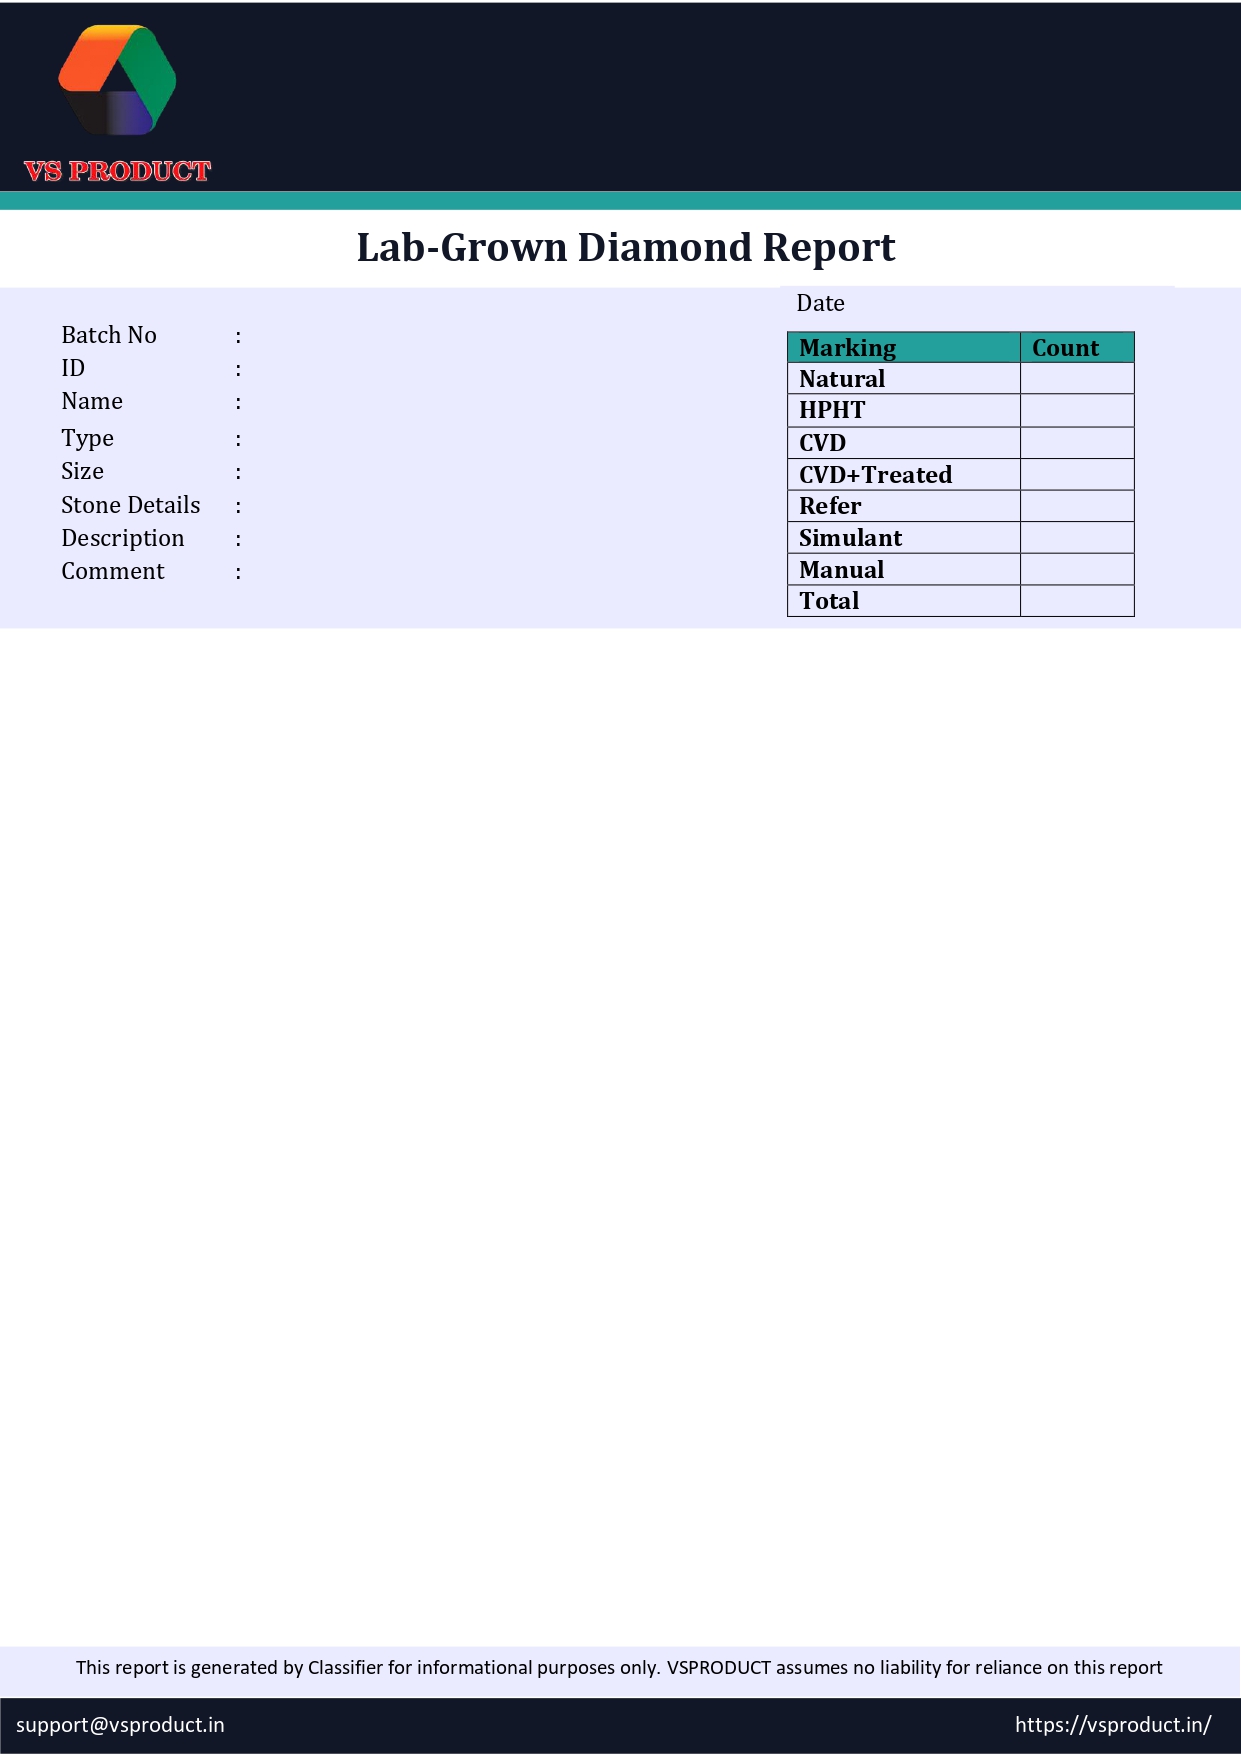 VS PRODUCT
Lab-Grown Diamond Report
Date
Batch No :
ID :
Name :
Type :
Size :
Stone Details :
Description :
Comment :
Marking Count
Natural
HPHT
CVD
CVD+Treated
Refer
Simulant
Manual
Total
This report is generated by Classifier for informational purposes only. VSPRODUCT assumes no liability for reliance on this report
support@vsproduct.in https://vsproduct.in/